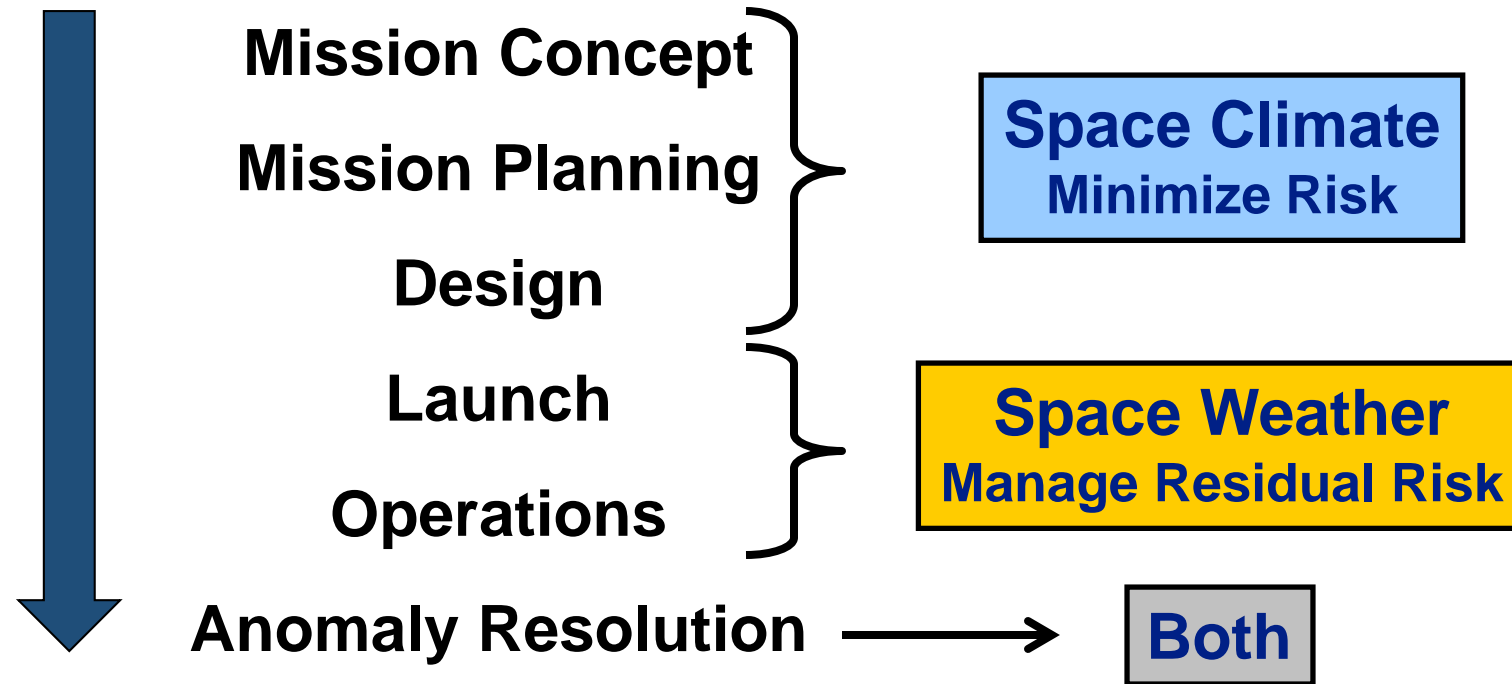 Mission Concept
Mission Planning
Design
Launch
Operations
Anomaly Resolution
Space Climate
Minimize Risk
Space Weather
Manage Residual Risk
Both